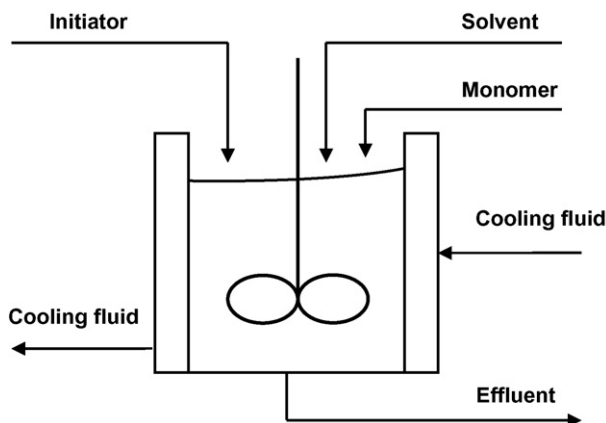 Initiator
Solvent
Monomer
Cooling fluid
Cooling fluid
Effluent